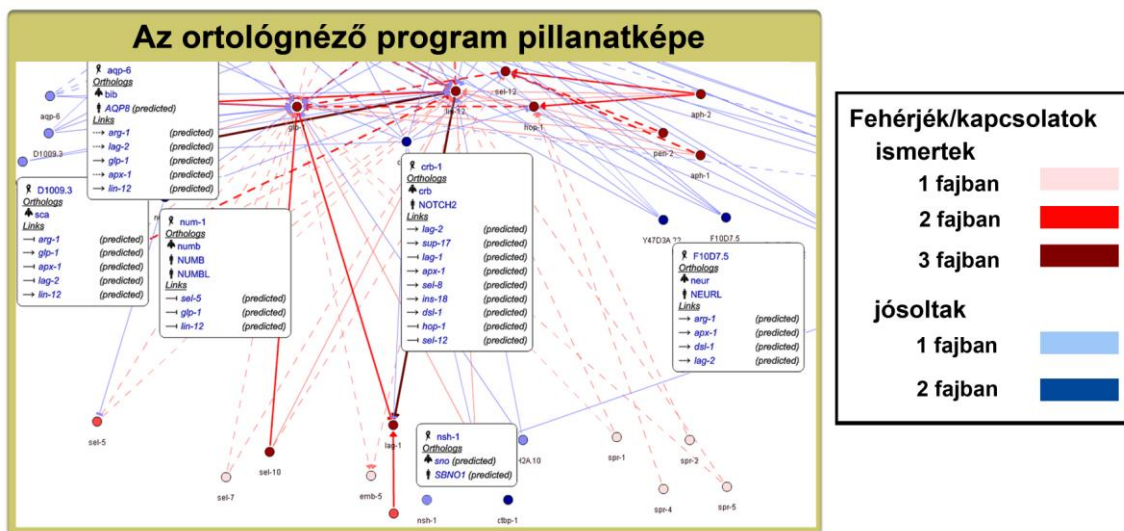 Az ortológnéző program pillanatképe
aqp-6
Orthologs
bib
AQP8 (predicted)
Links
arg-1 (predicted)
lag-2 (predicted)
glp-1 (predicted)
apx-1 (predicted)
lin-12 (predicted)
aqp-6
D1009.3
sel-12
lin-12
hop-1
aph-2
pen-2
aph-1
D1009.3
Orthologs
sca
Links
arg-1 (predicted)
glp-1 (predicted)
apx-1 (predicted)
lag-2 (predicted)
lin-12 (predicted)
num-1
Orthologs
numb
NUMB
NUMBL
Links
sel-5 (predicted)
glp-1 (predicted)
lin-12 (predicted)
crb-1
Orthologs
crb
NOTCH2
Links
lag-2 (predicted)
sup-17 (predicted)
lag-1 (predicted)
apx-1 (predicted)
sel-8 (predicted)
ins-18 (predicted)
dsl-1 (predicted)
hop-1 (predicted)
sel-12 (predicted)
Y47D3A.22
F10D7.5
F10D7.5
Orthologs
neur
NEURL
Links
arg-1 (predicted)
apx-1 (predicted)
dsl-1 (predicted)
lag-2 (predicted)
sel-5
sel-10
sel-7
emb-5
lag-1
nsh-1
Orthologs
sno (predicted)
SBNO1 (predicted)
spr-1
spr-2
spr-4
spr-5
nsh-1
ctbp-1
Fehérjék/kapcsolatok
ismertek
1 fajban
2 fajban
3 fajban
jósoltak
1 fajban
2 fajban